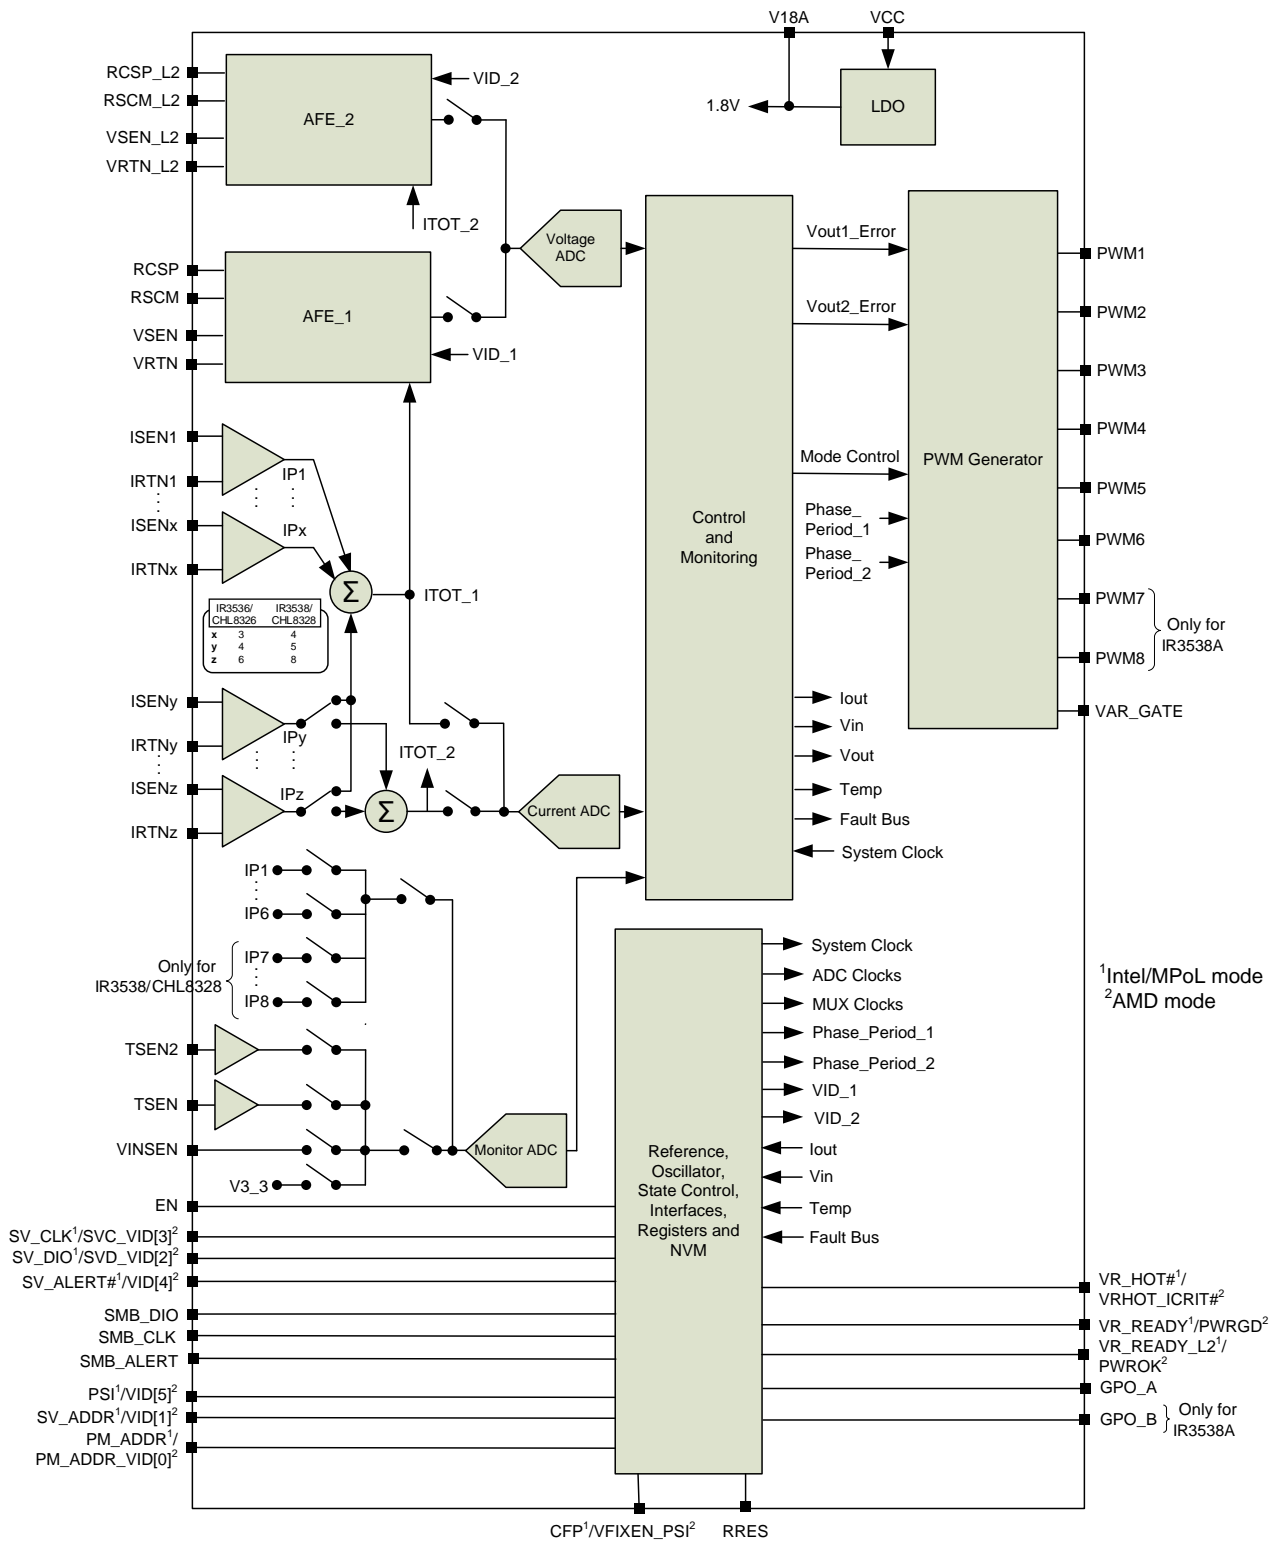 V18A
VCC
RCSP_L2
RSCM_L2
VSEN_L2
VRTN_L2
AFE_2
VID_2
ITOT_2
1.8V
LDO
RCSP
RSCM
VSEN
VRTN
AFE_1
VID_1
Voltage
ADC
Control
and
Monitoring
Vout1_Error
Vout2_Error
Mode Control
Phase_
Period_1
Phase_
Period_2
PWM Generator
PWM1
PWM2
PWM3
PWM4
PWM5
PWM6
PWM7
PWM8
Only for
IR3538A
VAR_GATE
ISEN1
IRTN1
ISENx
IRTNx
IP1
IPx
Σ
ITOT_1
IR3536/
CHL8326
IR3538/
CHL8328
x 3 4
y 4 5
z 6 8
ISENy
IRTNy
ISENz
IRTNz
IPy
IPz
Σ
ITOT_2
Current ADC
Iout
Vin
Vout
Temp
Fault Bus
System Clock
IP1
IP6
IP7
IP8
Only for
IR3538/CHL8328
TSEN2
TSEN
VINSEN
V3_3
Monitor ADC
EN
SV_CLK¹/SVC_VID[3]²
SV_DIO¹/SVD_VID[2]²
SV_ALERT#¹/VID[4]²
SMB_DIO
SMB_CLK
SMB_ALERT
PSI¹/VID[5]²
SV_ADDR¹/VID[1]²
PM_ADDR¹/
PM_ADDR_VID[0]²
Reference,
Oscillator,
State Control,
Interfaces,
Registers and
NVM
System Clock
ADC Clocks
MUX Clocks
Phase_Period_1
Phase_Period_2
VID_1
VID_2
Iout
Vin
Temp
Fault Bus
¹Intel/MPoL mode
²AMD mode
VR_HOT#¹/
VRHOT_ICRIT#²
VR_READY¹/PWRGD²
VR_READY_L2¹/
PWROK²
GPO_A
GPO_B
Only for
IR3538A
CFP¹/VFIXEN_PSI²
RRES